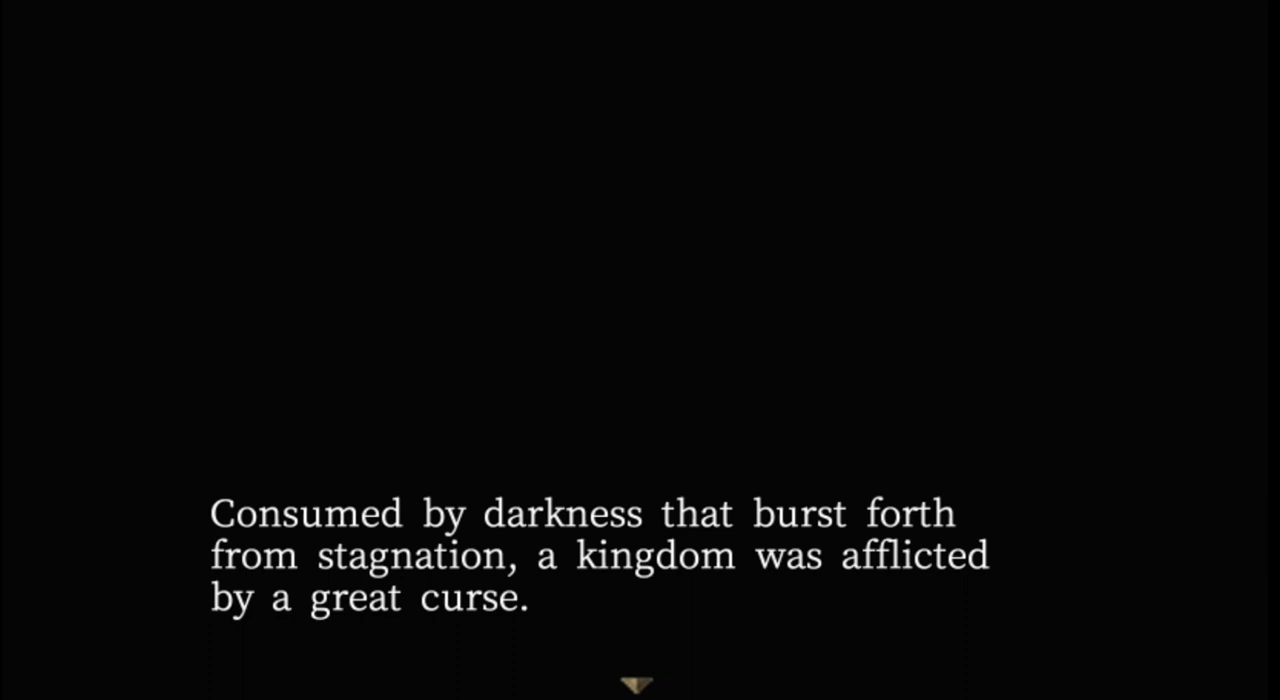 Consumed by darkness that burst forth
from stagnation, a kingdom was afflicted
by a great curse.